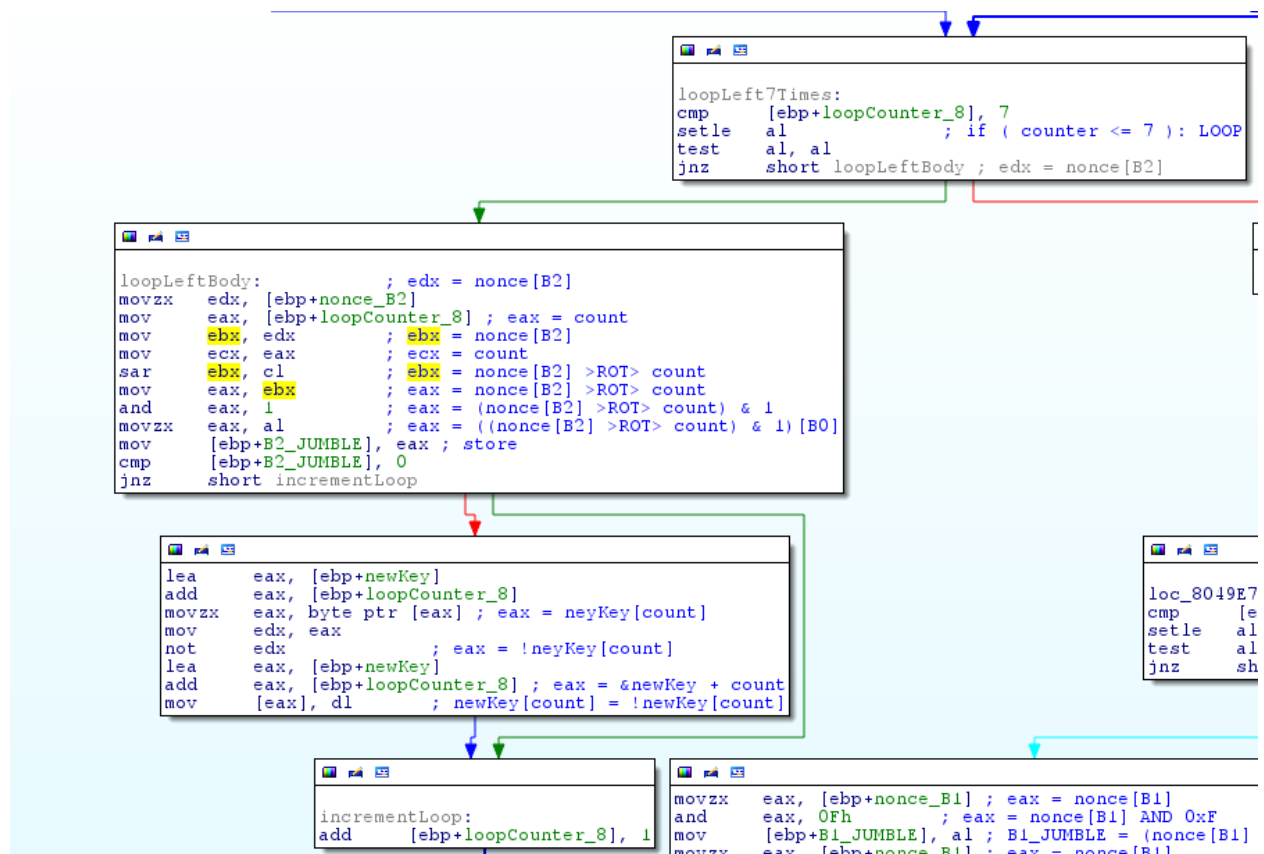 loopLeft7Times:
cmp [ebp+loopCounter_8], 7
setle al ; if ( counter <= 7 ): LOOP
test al, al
jnz short loopLeftBody ; edx = nonce[B2]
loopLeftBody: ; edx = nonce[B2]
movzx edx, [ebp+nonce_B2]
mov eax, [ebp+loopCounter_8] ; eax = count
mov ebx, edx ; ebx = nonce[B2]
mov ecx, eax ; ecx = count
sar ebx, cl ; ebx = nonce[B2] >ROT> count
mov eax, ebx ; eax = nonce[B2] >ROT> count
and eax, 1 ; eax = (nonce[B2] >ROT> count) & 1
movzx eax, al ; eax = ((nonce[B2] >ROT> count) & 1)[B0]
mov [ebp+B2_JUMBLE], eax ; store
cmp [ebp+B2_JUMBLE], 0
jnz short incrementLoop
lea eax, [ebp+newKey]
add eax, [ebp+loopCounter_8]
movzx eax, byte ptr [eax] ; eax = neyKey[count]
mov edx, eax
not edx ; eax = !neyKey[count]
lea eax, [ebp+newKey]
add eax, [ebp+loopCounter_8] ; eax = &newKey + count
mov [eax], dl ; newKey[count] = !newKey[count]
loc_8049E7
cmp [e
setle al
test al
jnz sh
incrementLoop:
add [ebp+loopCounter_8], 1
movzx eax, [ebp+nonce_B1] ; eax = nonce[B1]
and eax, 0Fh ; eax = nonce[B1] AND 0xF
mov [ebp+B1_JUMBLE], al ; B1_JUMBLE = (nonce[B1]
movzx eax, [ebp+nonce_B1] ; eax = nonce[B1]